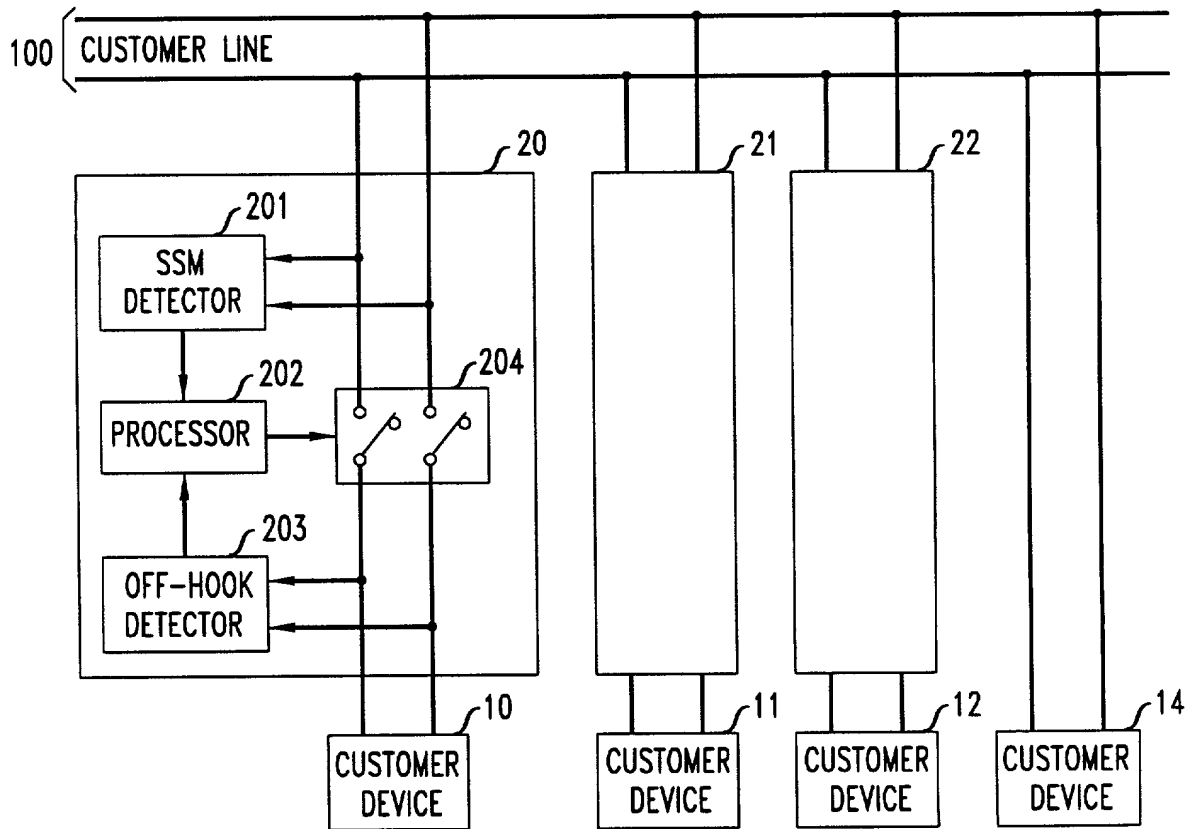 100 CUSTOMER LINE
20
21
22
201
SSM
DETECTOR
202
PROCESSOR
204
203
OFF-HOOK
DETECTOR
10
CUSTOMER
DEVICE
11
CUSTOMER
DEVICE
12
CUSTOMER
DEVICE
14
CUSTOMER
DEVICE